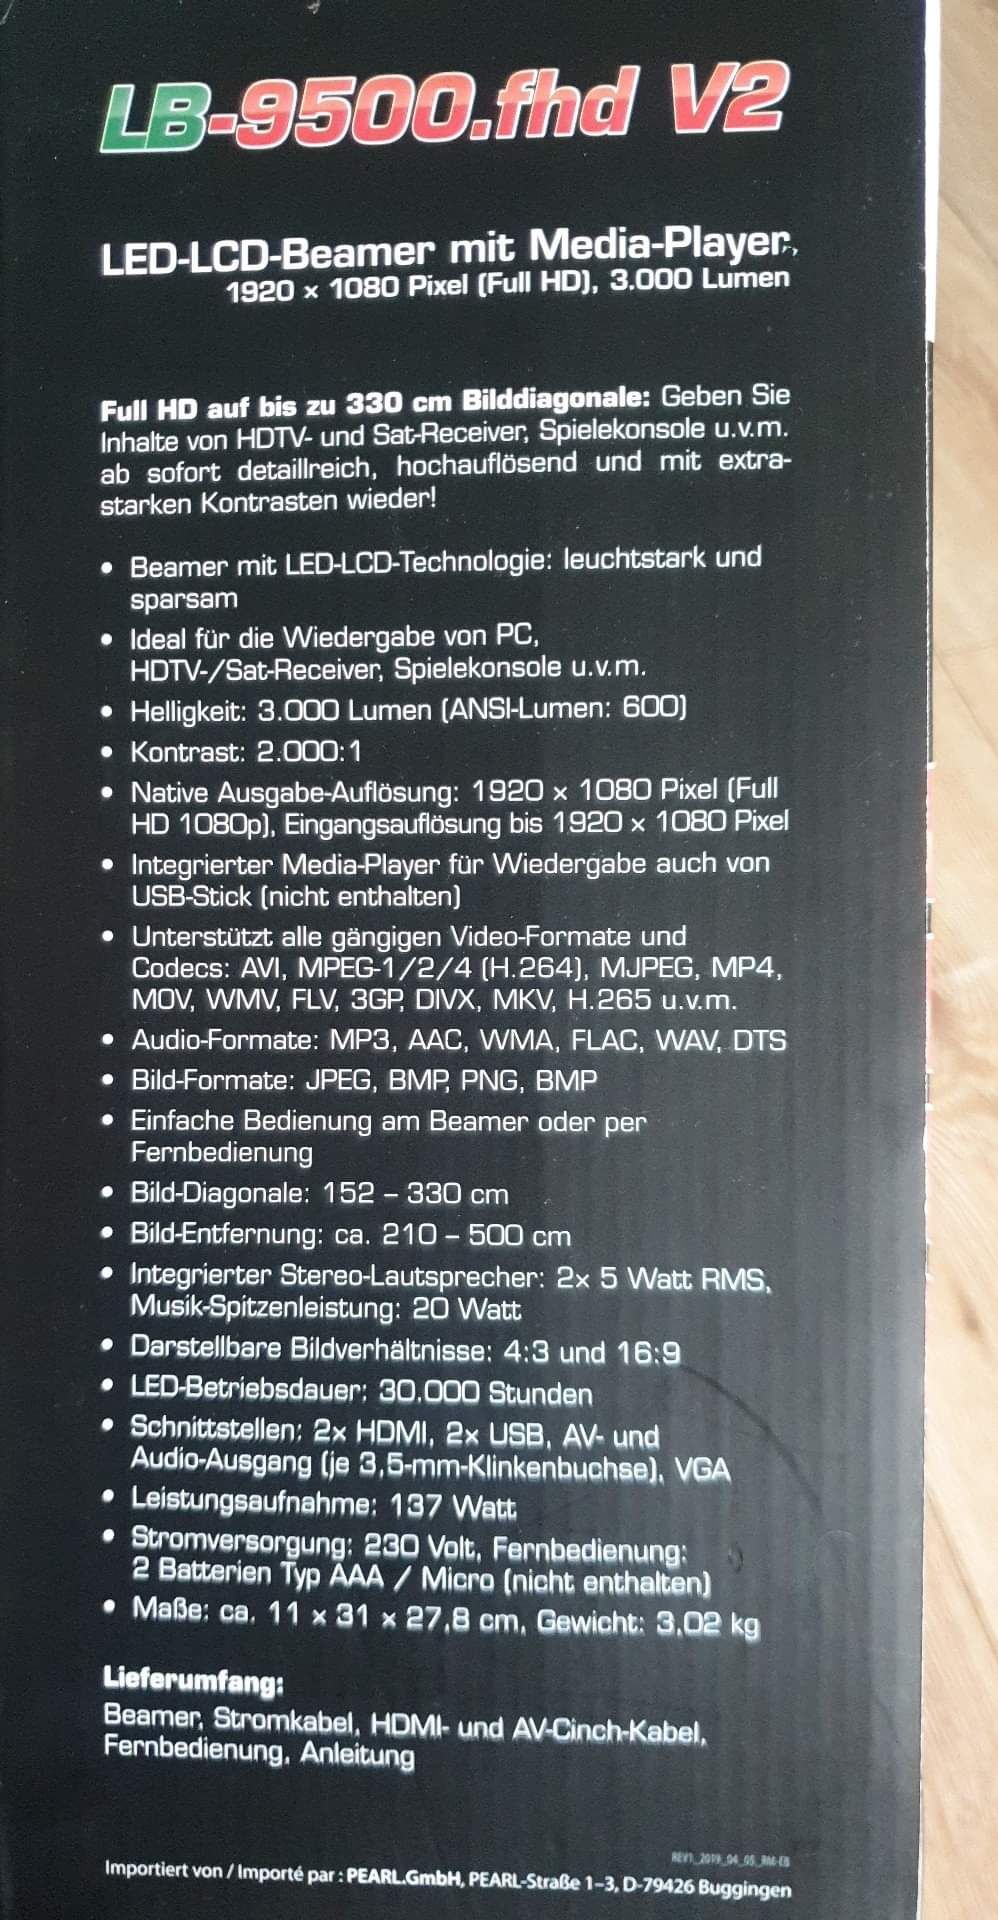 LB-9500.fhd V2
LED-LCD-Beamer mit Media-Player,
1920 x 1080 Pixel (Full HD), 3.000 Lumen
Full HD auf bis zu 330 cm Bilddiagonale: Geben Sie
Inhalte von HDTV- und Sat-Receiver, Spielekonsole u.v.m.
ab sofort detaillreich, hochauflösend und mit extra-
starken Kontrasten wieder!
• Beamer mit LED-LCD-Technologie: leuchtstark und
sparsam
• Ideal für die Wiedergabe von PC,
HDTV-/Sat-Receiver, Spielekonsole u.v.m.
• Helligkeit: 3.000 Lumen (ANSI-Lumen: 600)
• Kontrast: 2.000:1
• Native Ausgabe-Auflösung: 1920 x 1080 Pixel (Full
HD 1080p), Eingangsauflösung bis 1920 x 1080 Pixel
• Integrierter Media-Player für Wiedergabe auch von
USB-Stick (nicht enthalten)
• Unterstützt alle gängigen Video-Formate und
Codecs: AVI, MPEG-1/2/4 (H.264), MJPEG, MP4,
MOV, WMV, FLV, 3GP, DIVX, MKV, H.265 u.v.m.
• Audio-Formate: MP3, AAC, WMA, FLAC, WAV, DTS
• Bild-Formate: JPEG, BMP, PNG, BMP
• Einfache Bedienung am Beamer oder per
Fernbedienung
• Bild-Diagonale: 152 – 330 cm
• Bild-Entfernung: ca. 210 – 500 cm
• Integrierter Stereo-Lautsprecher: 2x 5 Watt RMS,
Musik-Spitzenleistung: 20 Watt
• Darstellbare Bildverhältnisse: 4:3 und 16:9
• LED-Betriebsdauer: 30.000 Stunden
• Schnittstellen: 2x HDMI, 2x USB, AV- und
Audio-Ausgang (je 3,5-mm-Klinkenbuchse), VGA
• Leistungsaufnahme: 137 Watt
• Stromversorgung: 230 Volt, Fernbedienung:
2 Batterien Typ AAA / Micro (nicht enthalten)
• Maße: ca. 11 x 31 x 27,8 cm, Gewicht: 3,02 kg
Lieferumfang:
Beamer, Stromkabel, HDMI- und AV-Cinch-Kabel,
Fernbedienung, Anleitung
REV1_2019_04_05_
Importiert von / Importé par : PEARL.GmbH, PEARL-Straße 1–3, D-79426 Buggingen